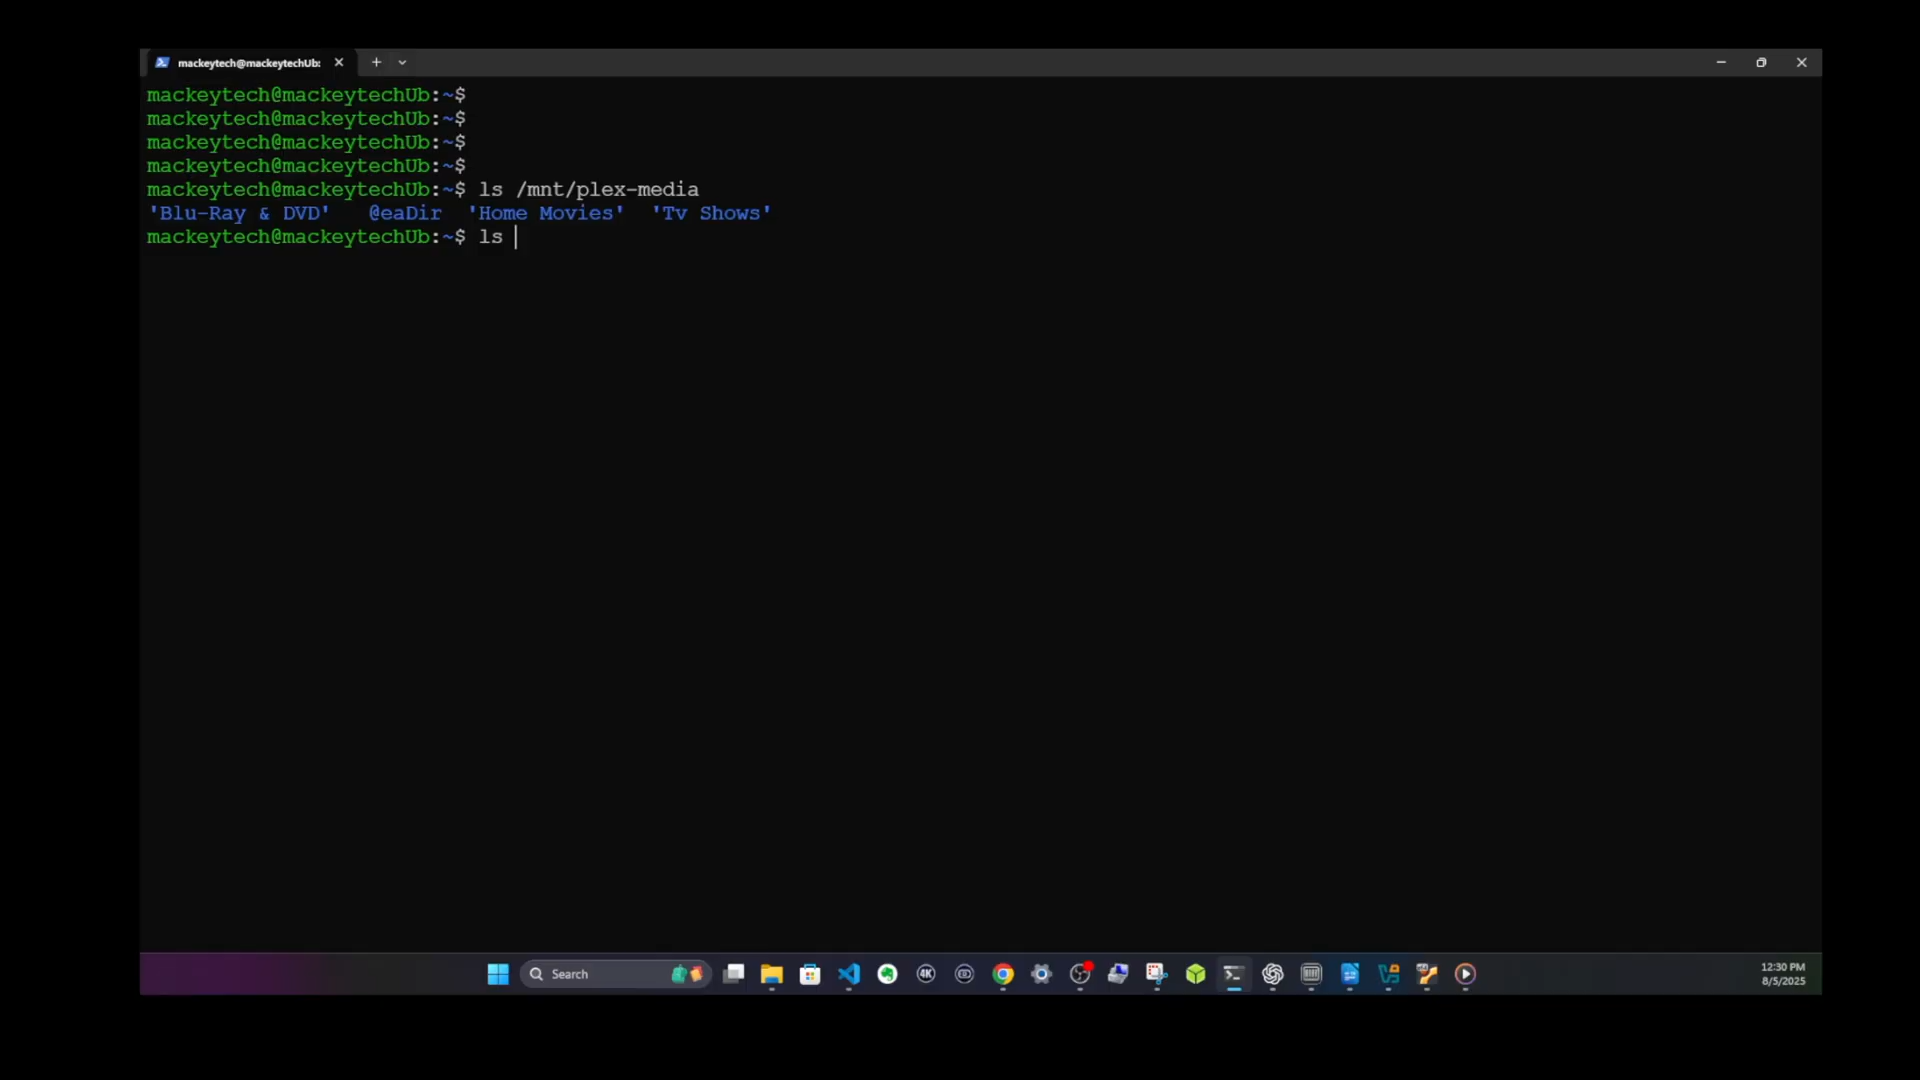 mackeytech@mackeytechUb:
mackeytech@mackeytechUb:~$
mackeytech@mackeytechUb:~$
mackeytech@mackeytechUb:~$
mackeytech@mackeytechUb:~$
mackeytech@mackeytechUb:~$ ls /mnt/plex-media
'Blu-Ray & DVD'   @eaDir  'Home Movies'  'Tv Shows'
mackeytech@mackeytechUb:~$ ls
Search
4K
12:30 PM
8/5/2025